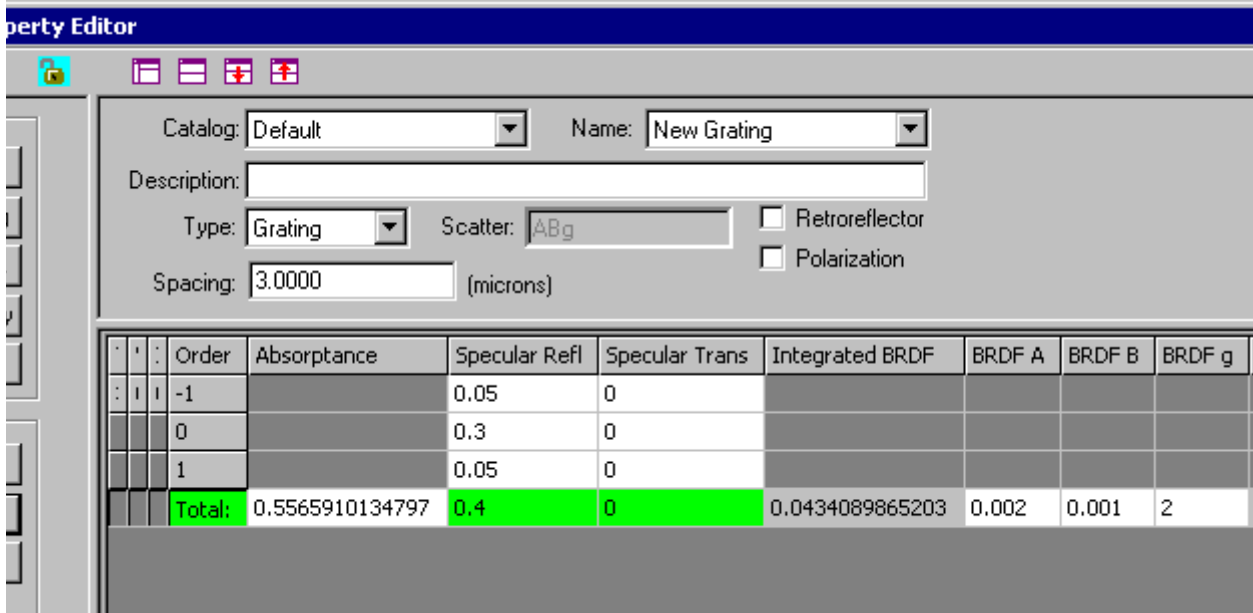 perty Editor
Catalog: Default Name: New Grating
Description:
Type: Grating Scatter: ABg Retroreflector
Polarization
Spacing: 3.0000 (microns)
Order Absorptance Specular Refl Specular Trans Integrated BRDF BRDF A BRDF B BRDF g
-1 0.05 0
0 0.3 0
1 0.05 0
Total: 0.5565910134797 0.4 0 0.0434089865203 0.002 0.001 2